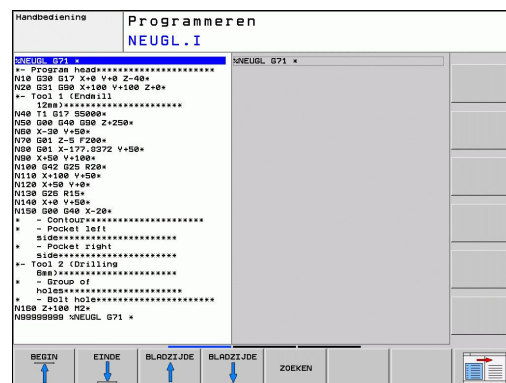 Handbediening
Programmeren
NEUGL.I
%NEUGL G71 *
*- Program head**********************
N10 G30 G17 X+0 Y+0 Z-40*
N20 G31 G90 X+100 Y+100 Z+0*
*- Tool 1 (Endmill
12mm)**********************
N40 T1 G17 S5000*
N50 G00 G40 G90 Z+250*
N60 X-30 Y+50*
N70 G01 Z-5 F200*
N80 G01 X-177.8372 Y+50*
N90 X+50 Y+100*
N100 G42 G25 R20*
N110 X+100 Y+50*
N120 X+50 Y+0*
N130 G26 R15*
N140 X+0 Y+50*
N150 G00 G40 X-20*
* - Contour**********************
* - Pocket left
side**********************
* - Pocket right
side**********************
*- Tool 2 (Drilling
6mm)**********************
* - Group of
holes**********************
* - Bolt hole**********************
N160 Z+100 M2*
N99999999 %NEUGL G71 *
%NEUGL G71 *
BEGIN
EINDE
BLADZIJDE
BLADZIJDE
ZOEKEN